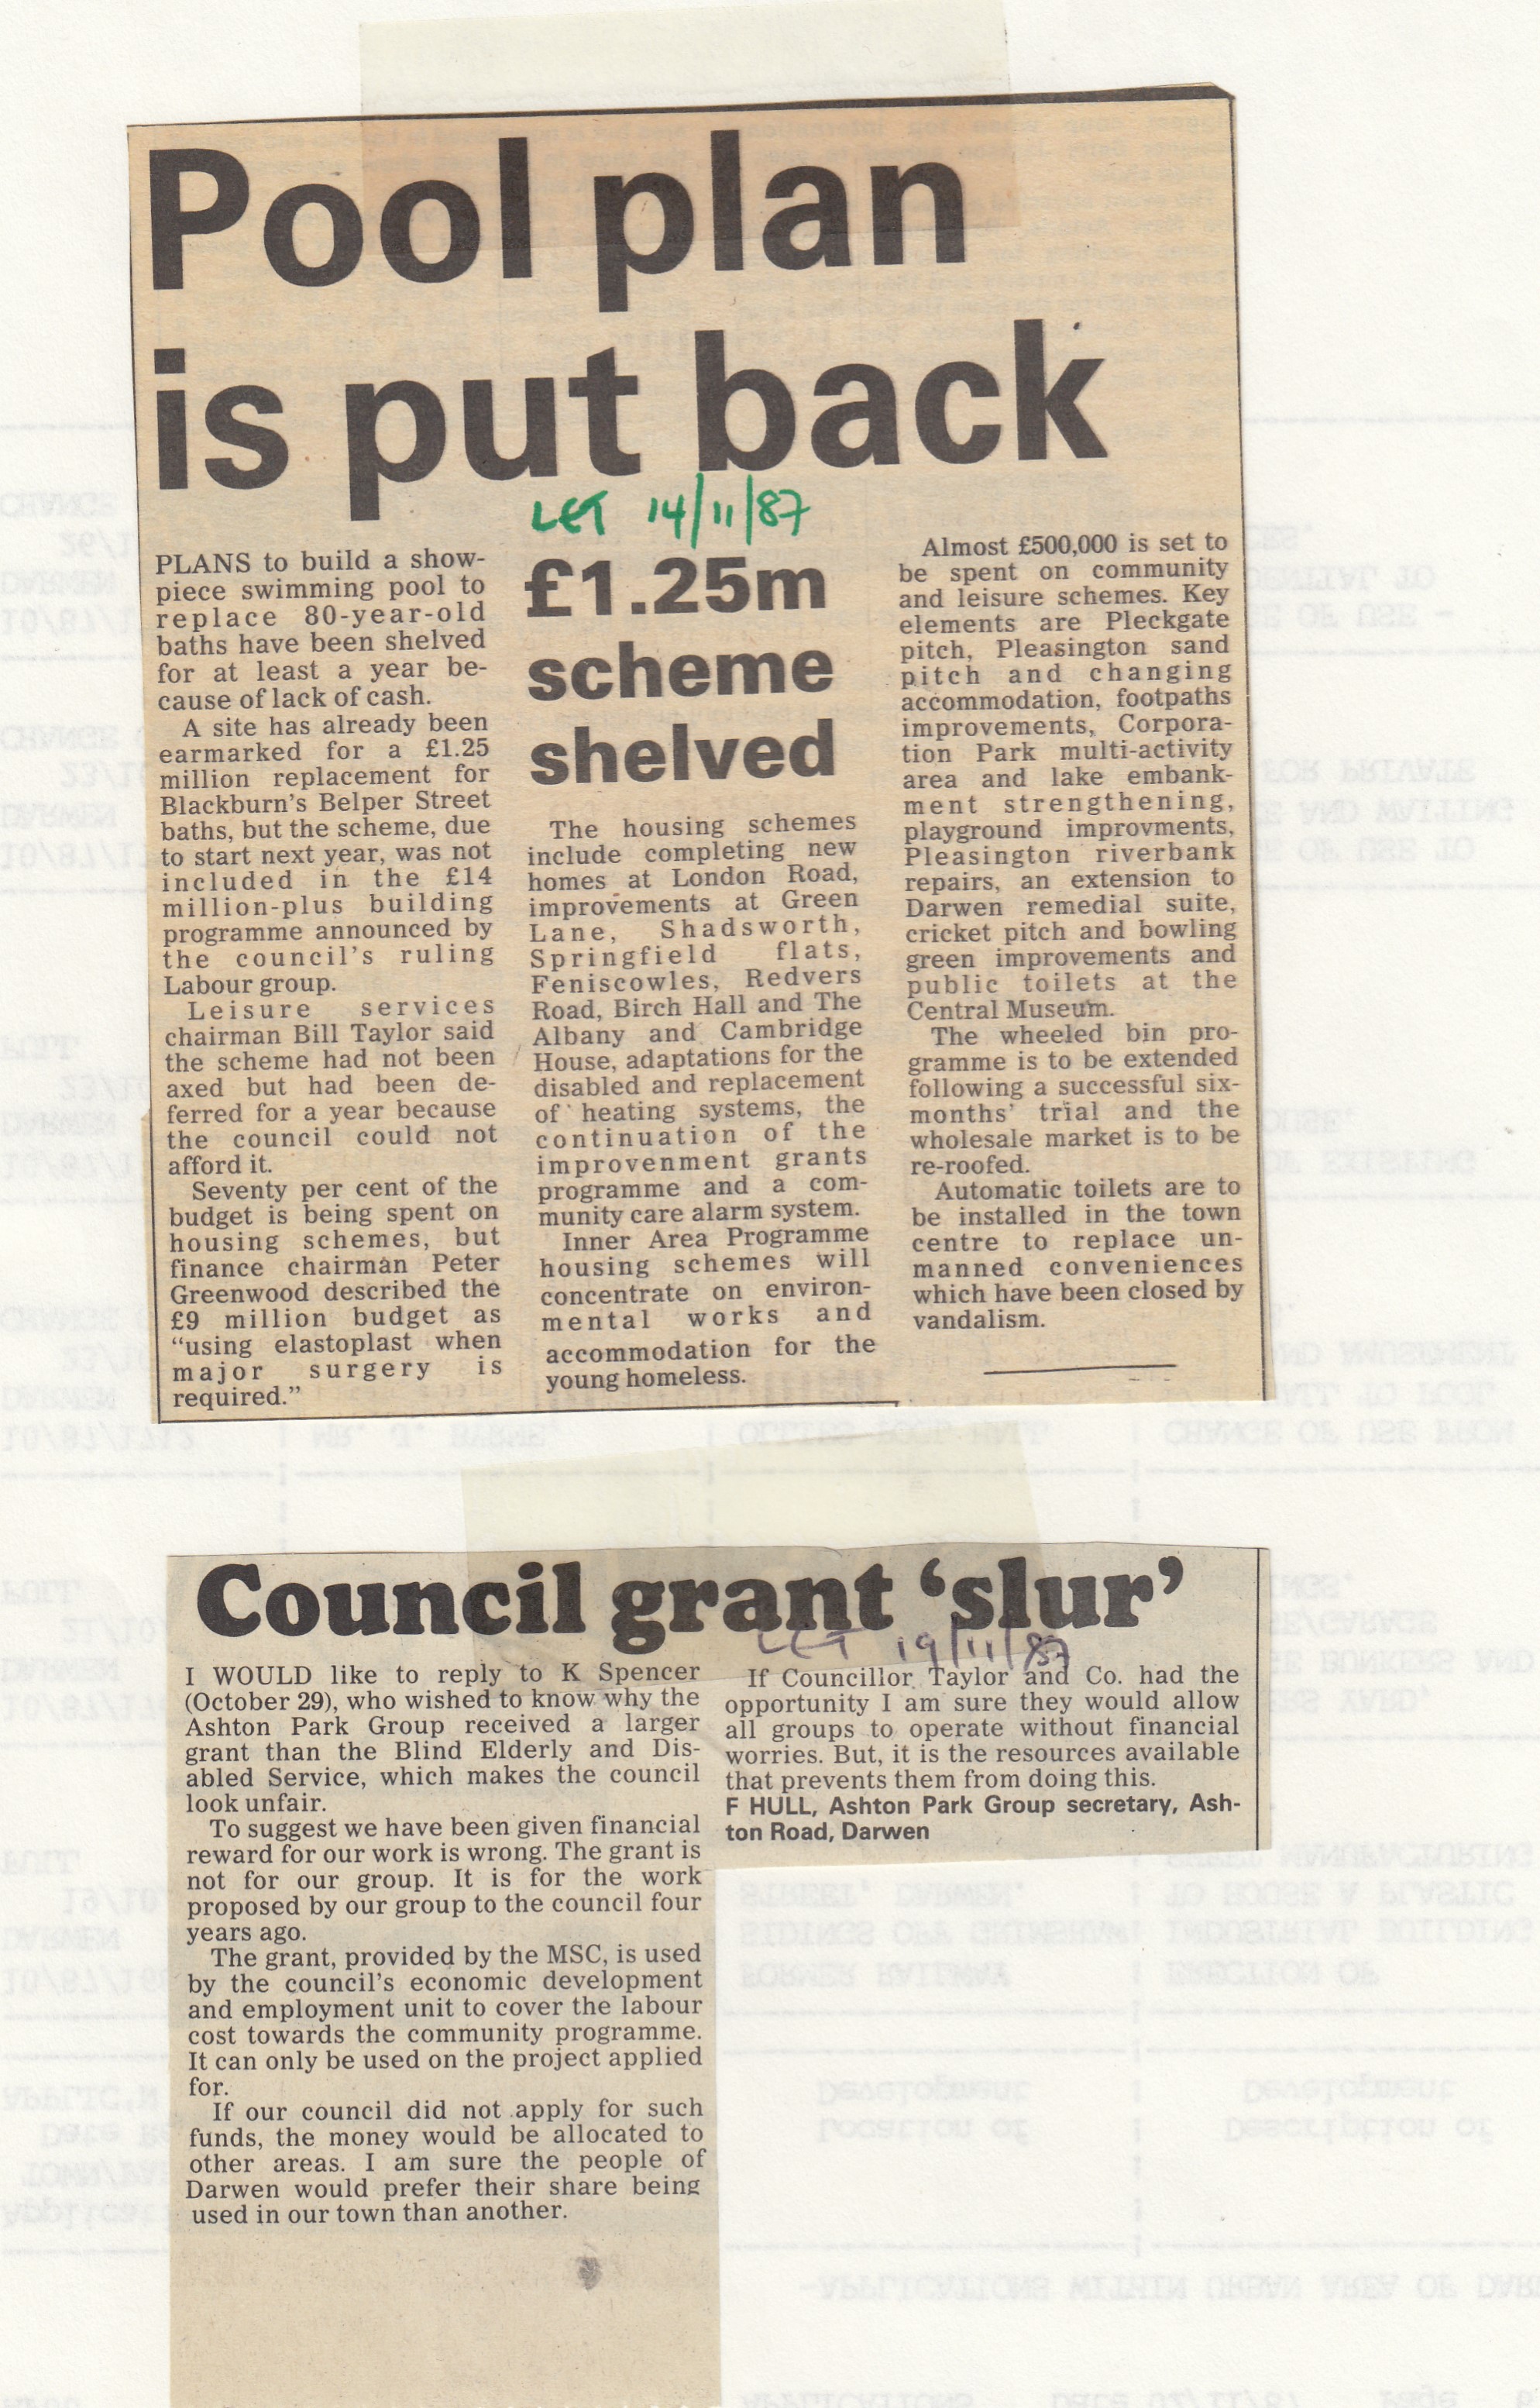 Pool plan
is put back
LET 14/11/87
PLANS to build a show-
piece swimming pool to
replace 80-year-old
baths have been shelved
for at least a year be-
cause of lack of cash.
A site has already been
earmarked for a £1.25
million replacement for
Blackburn's Belper Street
baths, but the scheme, due
to start next year, was not
included in the £14
million-plus building
programme announced by
the council's ruling
Labour group.
Leisure services
chairman Bill Taylor said
the scheme had not been
axed but had been de-
ferred for a year because
the council could not
afford it.
Seventy per cent of the
budget is being spent on
housing schemes, but
finance chairman Peter
Greenwood described the
£9 million budget as
“using elastoplast when
major surgery is
required.”
£1.25m
scheme
shelved
The housing schemes
include completing new
homes at London Road,
improvements at Green
Lane, Shadsworth,
Springfield flats,
Feniscowles, Redvers
Road, Birch Hall and The
Albany and Cambridge
House, adaptations for the
disabled and replacement
of heating systems, the
continuation of the
improvenment grants
programme and a com-
munity care alarm system.
Inner Area Programme
housing schemes will
concentrate on environ-
mental works and
accommodation for the
young homeless.
Almost £500,000 is set to
be spent on community
and leisure schemes. Key
elements are Pleckgate
pitch, Pleasington sand
pitch and changing
accommodation, footpaths
improvements, Corpora-
tion Park multi-activity
area and lake embank-
ment strengthening,
playground improvments,
Pleasington riverbank
repairs, an extension to
Darwen remedial suite,
cricket pitch and bowling
green improvements and
public toilets at the
Central Museum.
The wheeled bin pro-
gramme is to be extended
following a successful six-
months' trial and the
wholesale market is to be
re-roofed.
Automatic toilets are to
be installed in the town
centre to replace un-
manned conveniences
which have been closed by
vandalism.
Council grant ‘slur’
LET 19/11/87
I WOULD like to reply to K Spencer
(October 29), who wished to know why the
Ashton Park Group received a larger
grant than the Blind Elderly and Dis-
abled Service, which makes the council
look unfair.
To suggest we have been given financial
reward for our work is wrong. The grant is
not for our group. It is for the work
proposed by our group to the council four
years ago.
The grant, provided by the MSC, is used
by the council's economic development
and employment unit to cover the labour
cost towards the community programme.
It can only be used on the project applied
for.
If our council did not apply for such
funds, the money would be allocated to
other areas. I am sure the people of
Darwen would prefer their share being
used in our town than another.
If Councillor Taylor and Co. had the
opportunity I am sure they would allow
all groups to operate without financial
worries. But, it is the resources available
that prevents them from doing this.
F HULL, Ashton Park Group secretary, Ash-
ton Road, Darwen